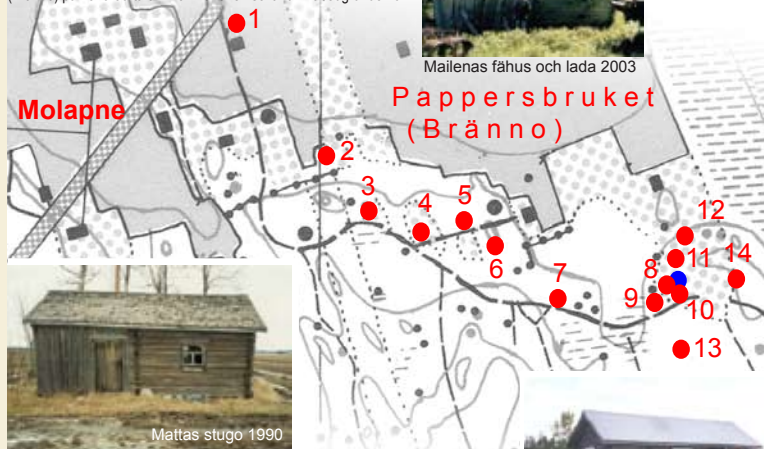 1
Mailenas fähus och lada 2003
Pappersbruket
(Bränno)
Molapne
2
3
4
5
6
7
8
9
10
11
12
13
14
Mattas stugo 1990